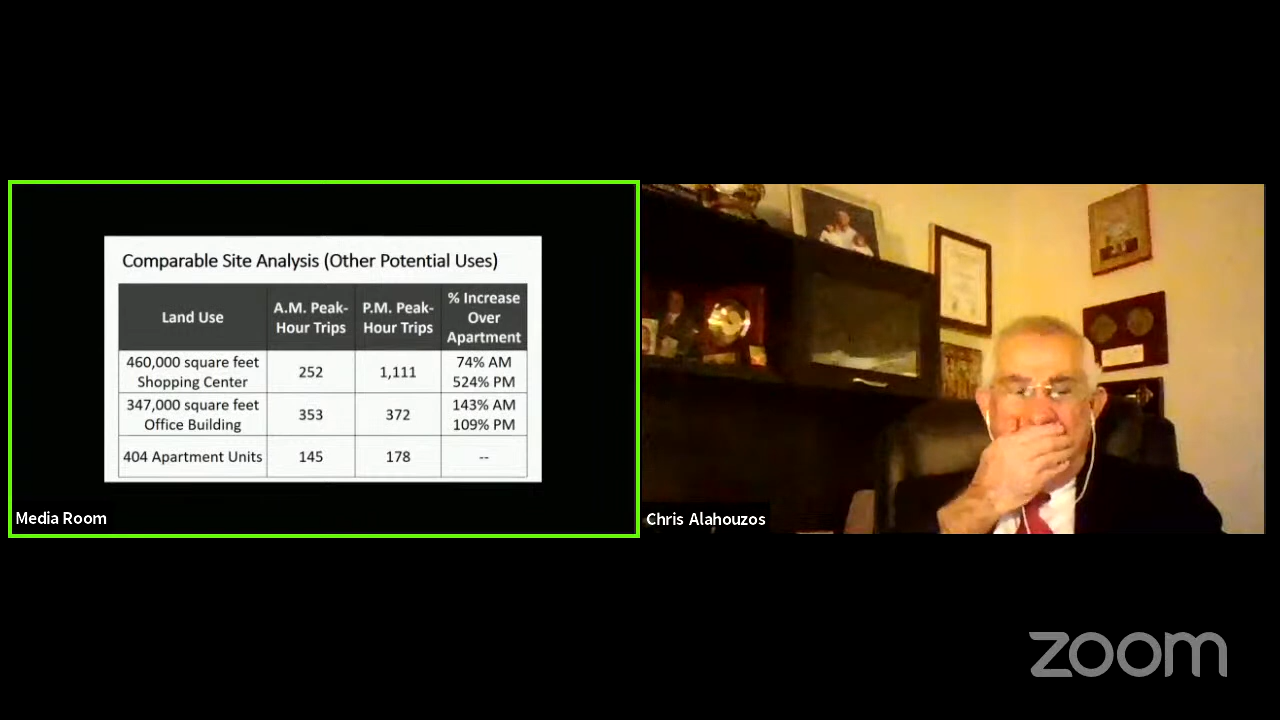 Comparable Site Analysis (Other Potential Uses)
Land Use
A.M. Peak-
Hour Trips
P.M. Peak-
Hour Trips
% Increase
Over
Apartment
460,000 square feet
Shopping Center
252
1,111
74% AM
524% PM
347,000 square feet
Office Building
353
372
143% AM
109% PM
404 Apartment Units
145
178
--
Media Room
Chris Alahouzos
zoom